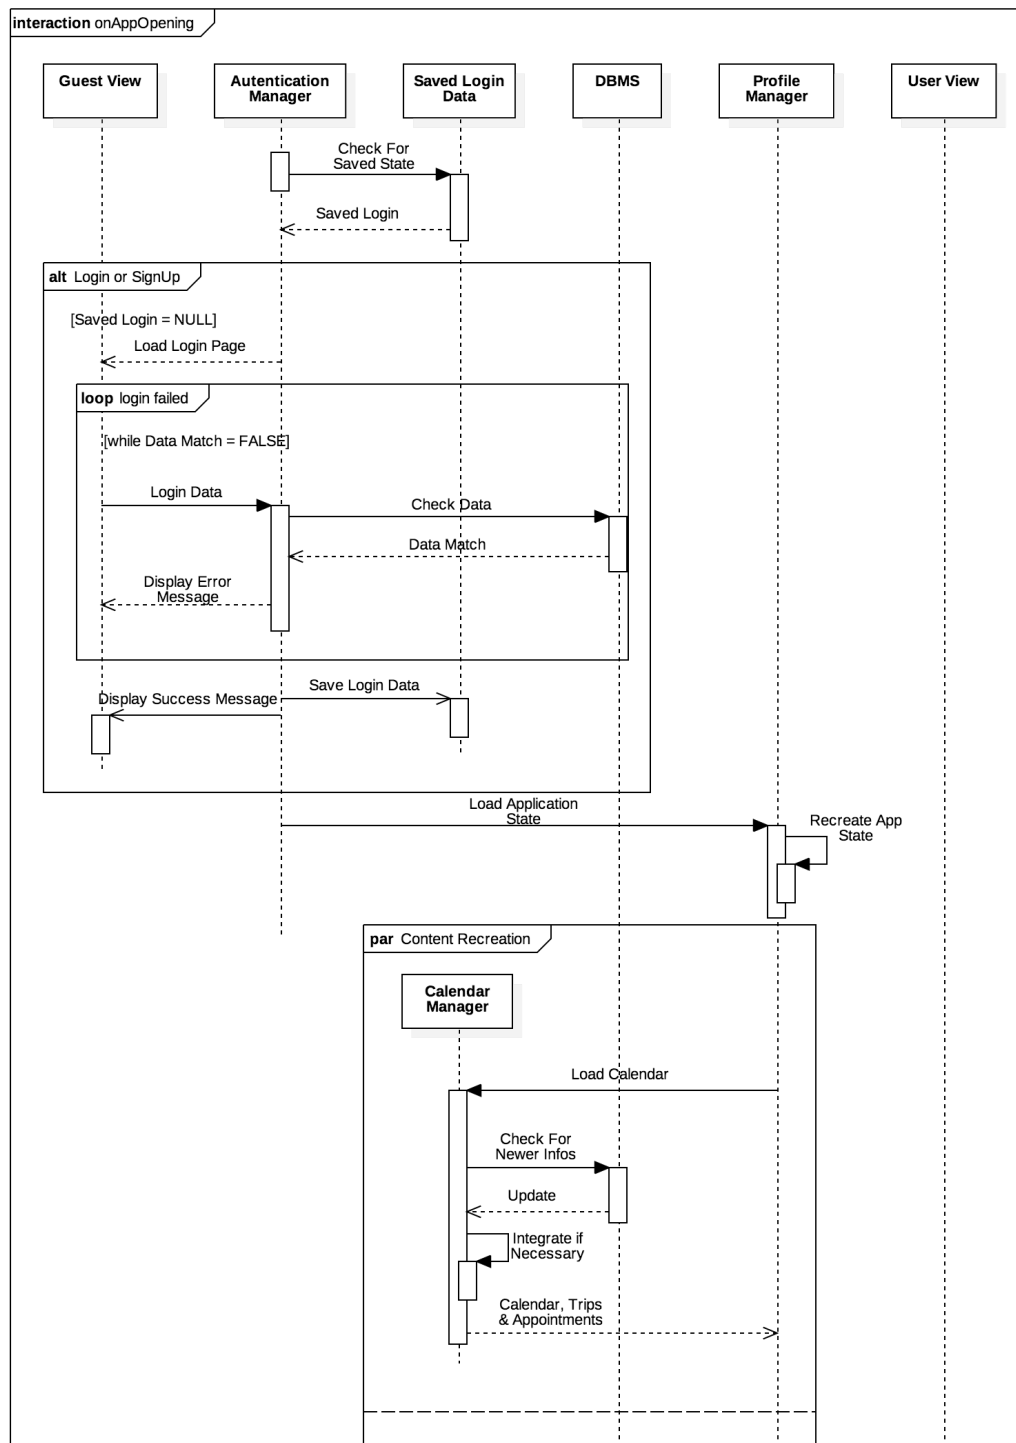 interaction onAppOpening
Guest View
Autentication
Manager
Saved Login
Data
DBMS
Profile
Manager
User View
Check For
Saved State
Saved Login
alt Login or SignUp
[Saved Login = NULL]
Load Login Page
loop login failed
[while Data Match = FALSE]
Login Data
Check Data
Data Match
Display Error
Message
Save Login Data
Display Success Message
Load Application
State
Recreate App
State
par Content Recreation
Calendar
Manager
Load Calendar
Check For
Newer Infos
Update
Integrate if
Necessary
Calendar, Trips
& Appointments